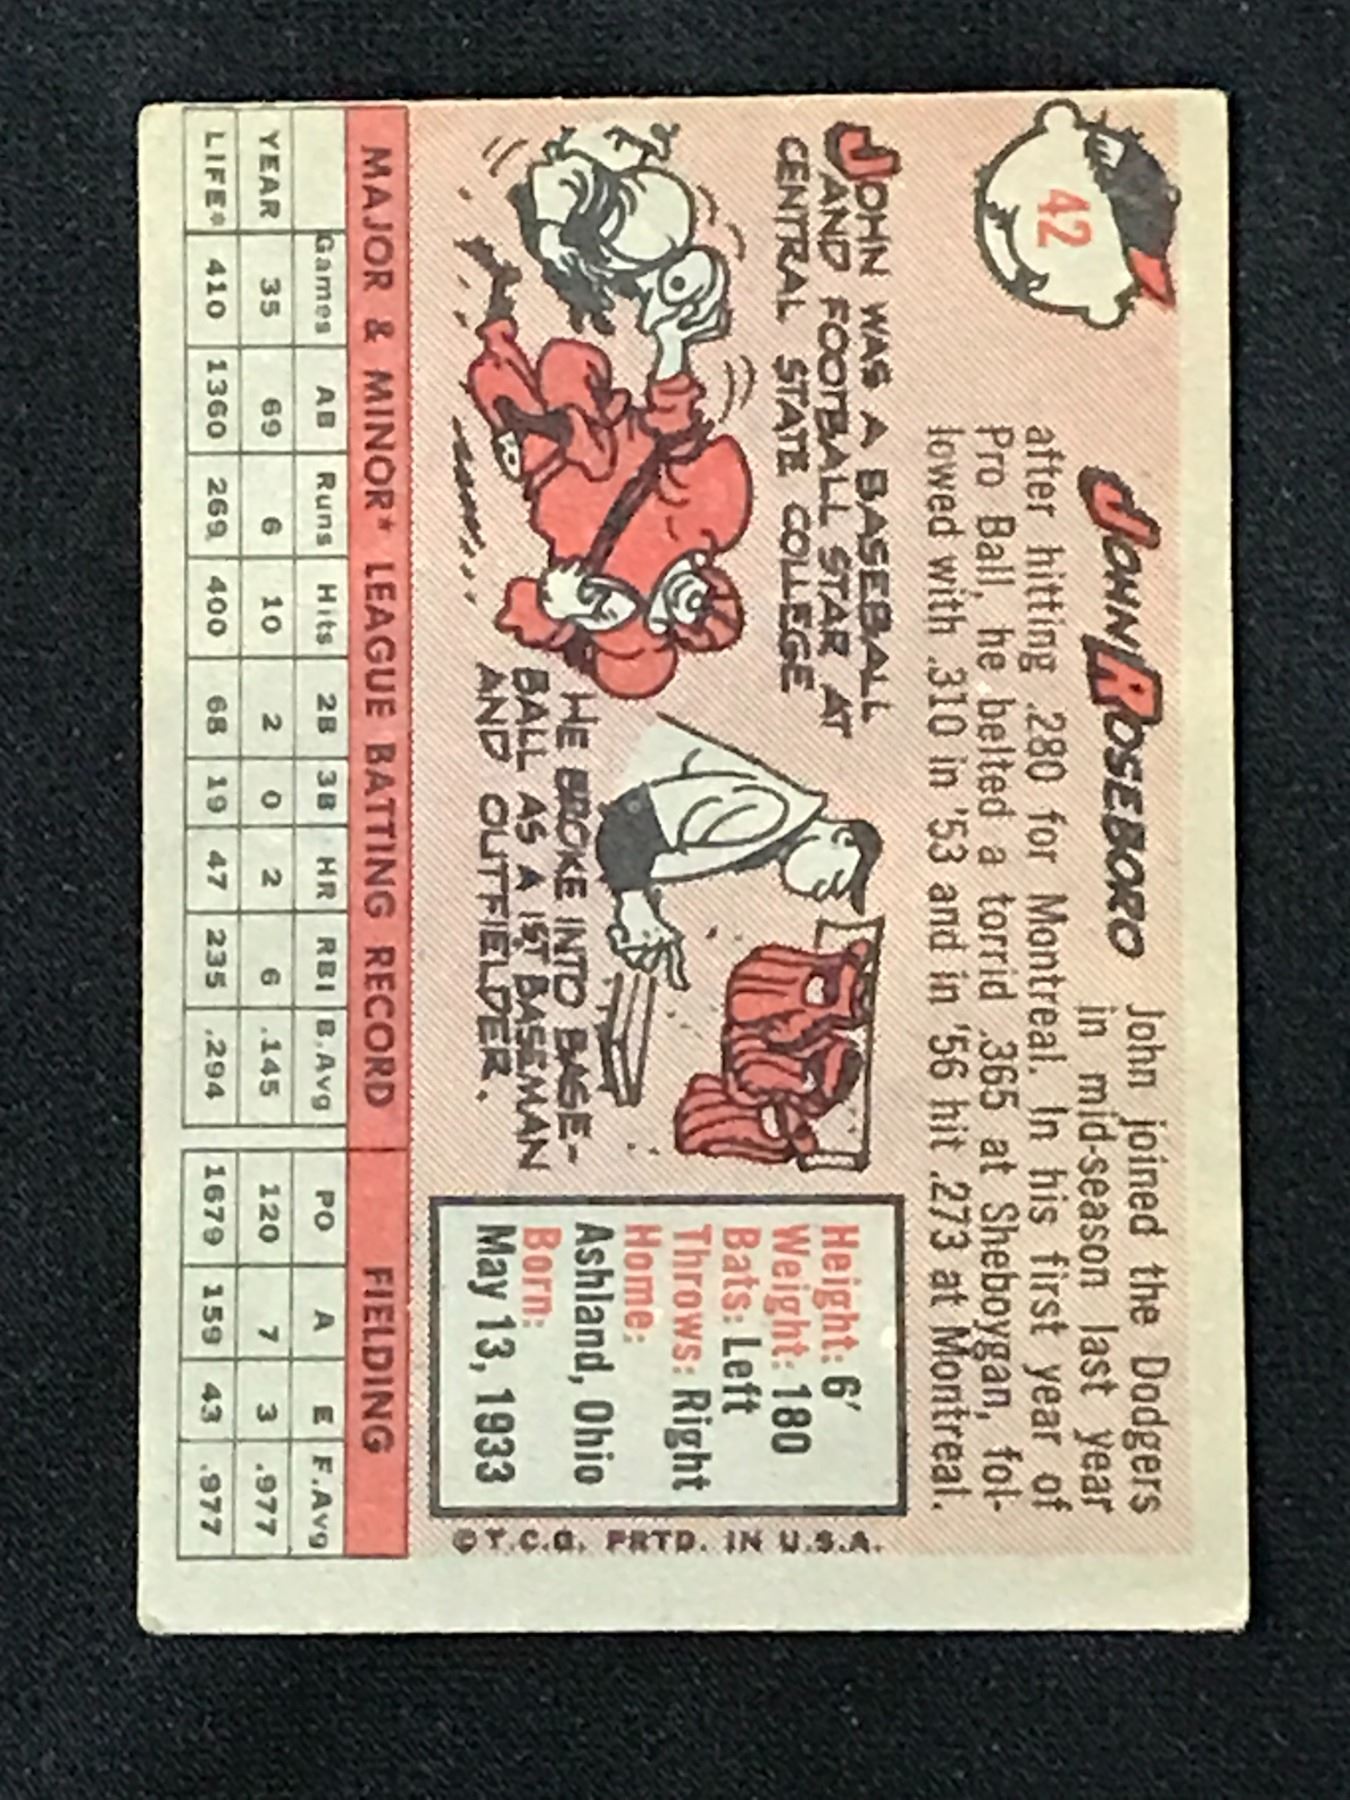 42
JOHN ROSEBORO
John joined the Dodgers
in mid-season last year
after hitting .280 for Montreal. In his first year of
Pro Ball, he belted a torrid .365 at Sheboygan, fol-
lowed with .310 in '53 and in '56 hit .273 at Montreal.
JOHN WAS A BASEBALL
AND FOOTBALL STAR AT
CENTRAL STATE COLLEGE
HE BROKE INTO BASE-
BALL AS A 1ST BASEMAN
AND OUTFIELDER.
Height: 6'
Weight: 180
Bats: Left
Throws: Right
Home:
Ashland, Ohio
Born:
May 13, 1933
©T.C.G. PRTD. IN U.S.A.
MAJOR & MINOR* LEAGUE BATTING RECORD FIELDING
Games AB Runs Hits 2B 3B HR RBI B.Avg PO A E F.Avg
YEAR 35 69 6 10 2 0 2 6 .145 120 7 3 .977
LIFE* 410 1360 269 400 68 19 47 235 .294 1679 159 43 .977